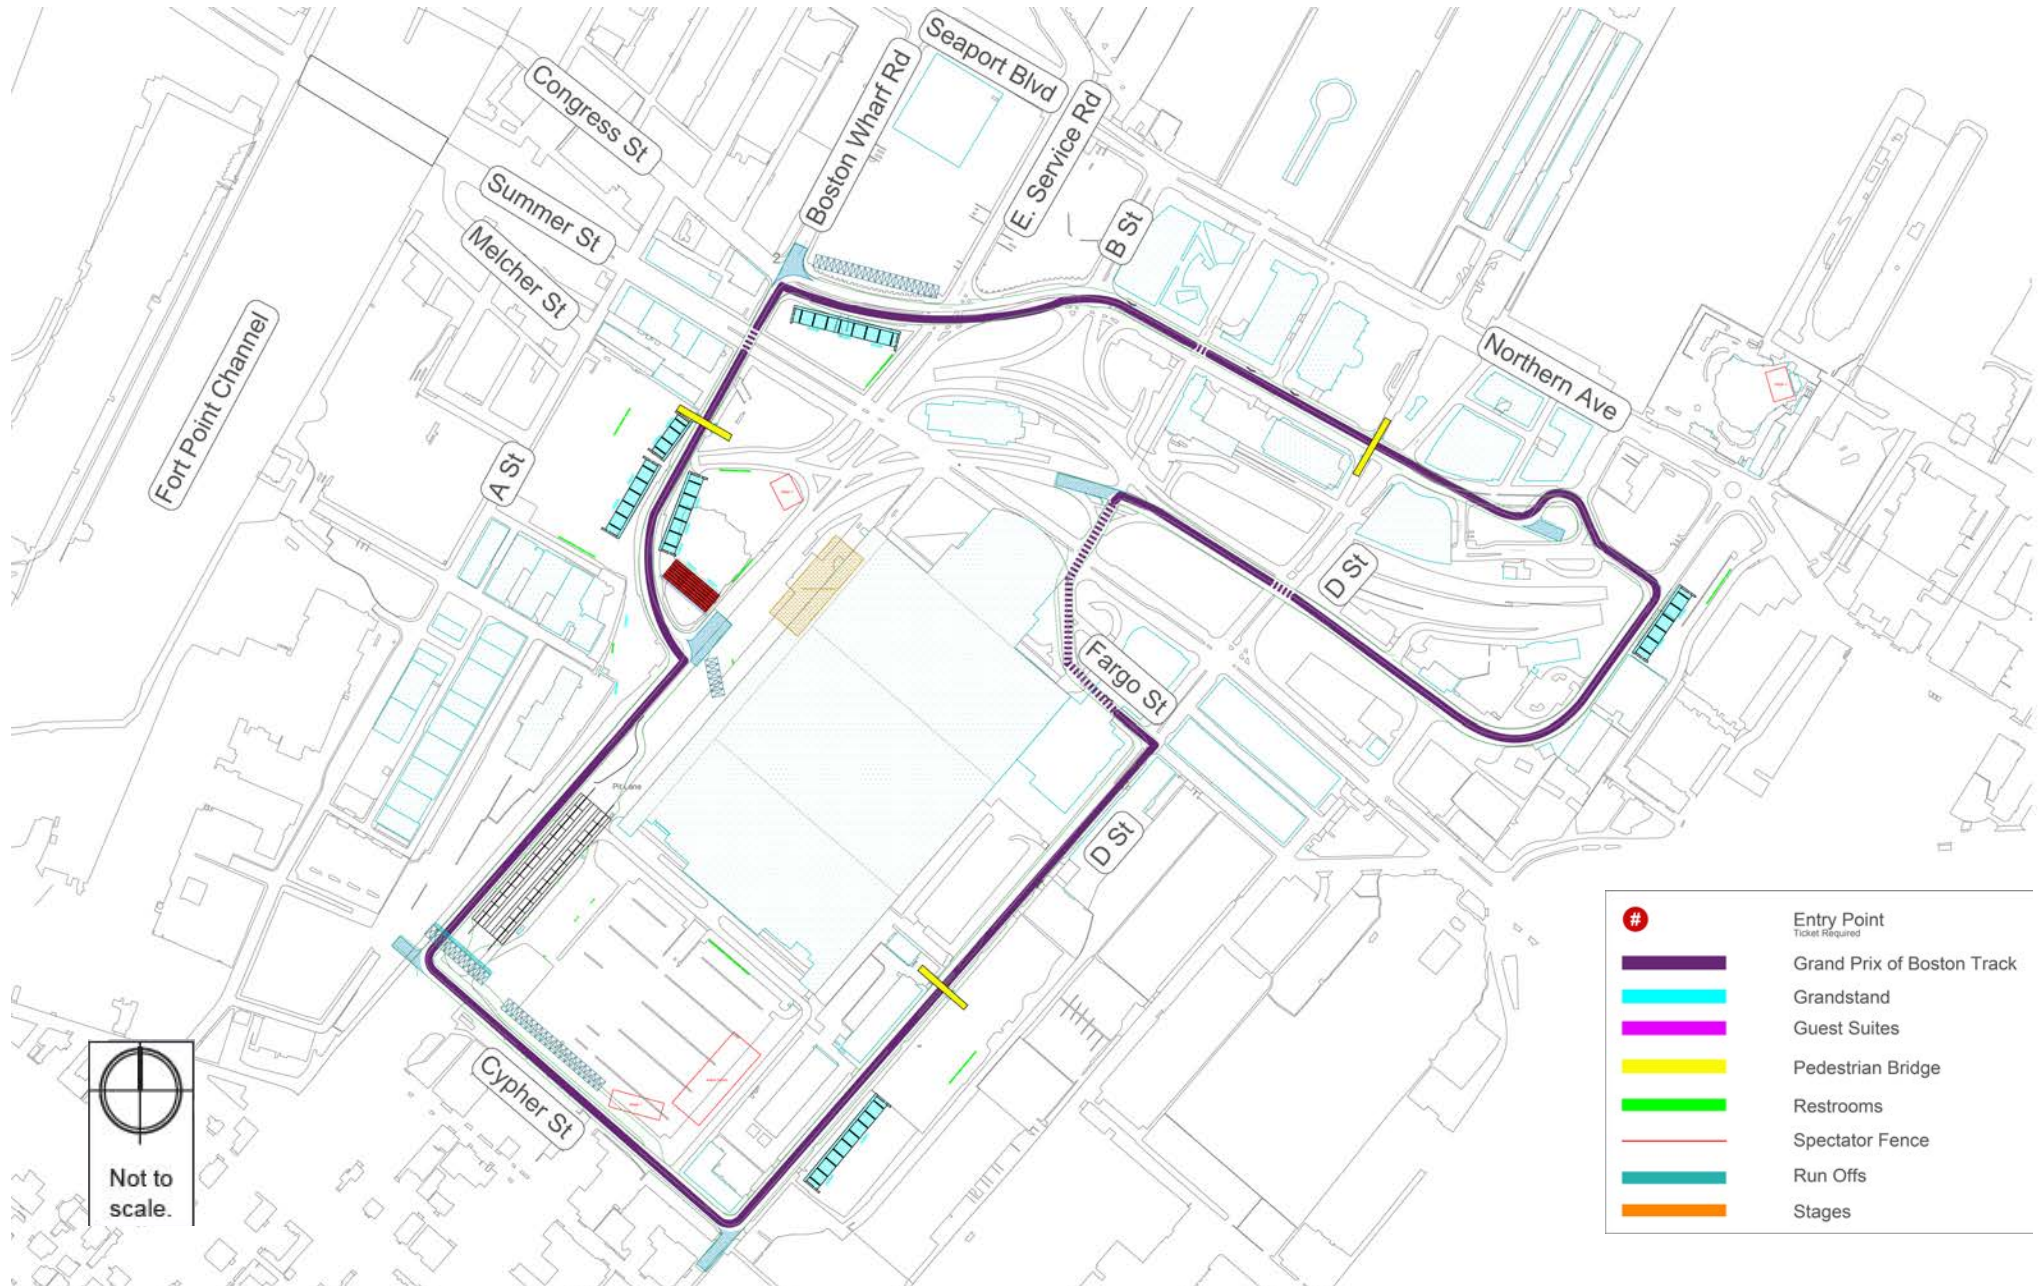 Seaport Blvd
Boston Wharf Rd
Congress St
E. Service Rd
Summer St
B St
Melcher St
2
Northern Ave
Fort Point Channel
A St
D St
Fargo St
Pit Lane
D St
Cypher St
Not to
scale.
#
Entry Point
Ticket Required
Grand Prix of Boston Track
Grandstand
Guest Suites
Pedestrian Bridge
Restrooms
Spectator Fence
Run Offs
Stages